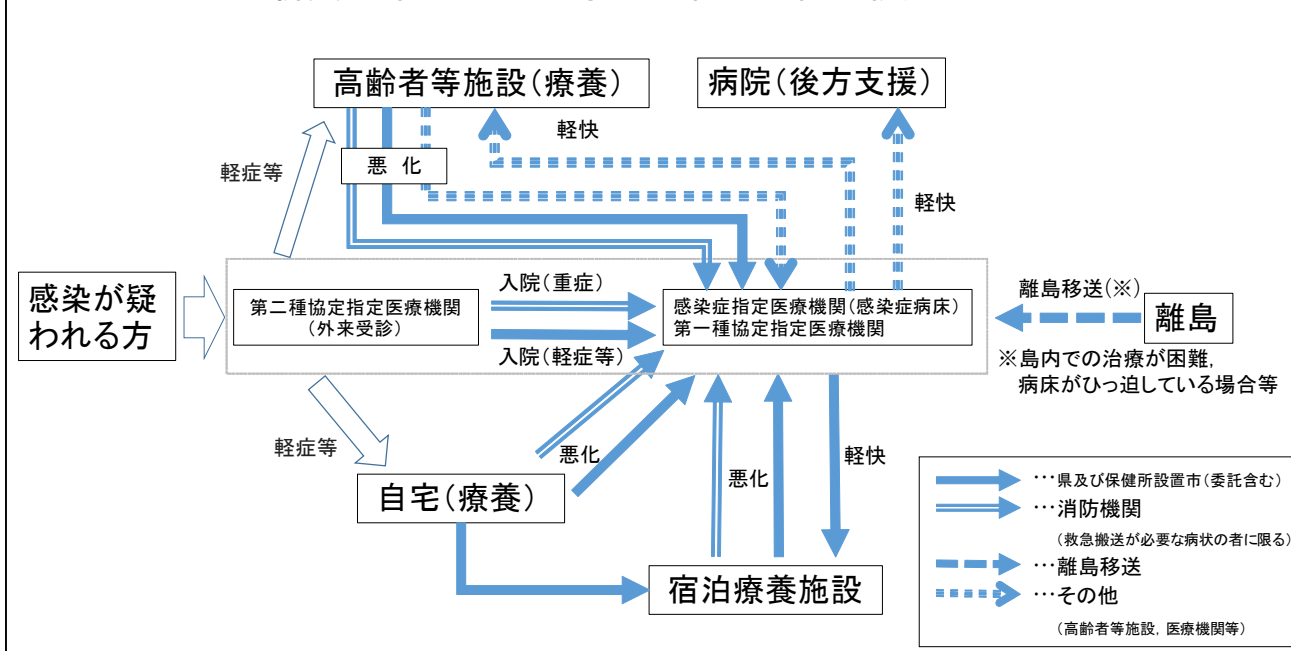 高齢者等施設(療養)
病院(後方支援)
軽快
悪 化
軽症等
軽快
感染が疑
われる方
第二種協定指定医療機関
(外来受診)
入院(重症)
入院(軽症等)
感染症指定医療機関(感染症病床)
第一種協定指定医療機関
離島移送(※)
離島
※島内での治療が困難,
病床がひっ迫している場合等
軽症等
悪化
自宅(療養)
悪化
軽快
宿泊療養施設
…県及び保健所設置市(委託含む)
…消防機関
(救急搬送が必要な病状の者に限る)
…離島移送
…その他
(高齢者等施設, 医療機関等)